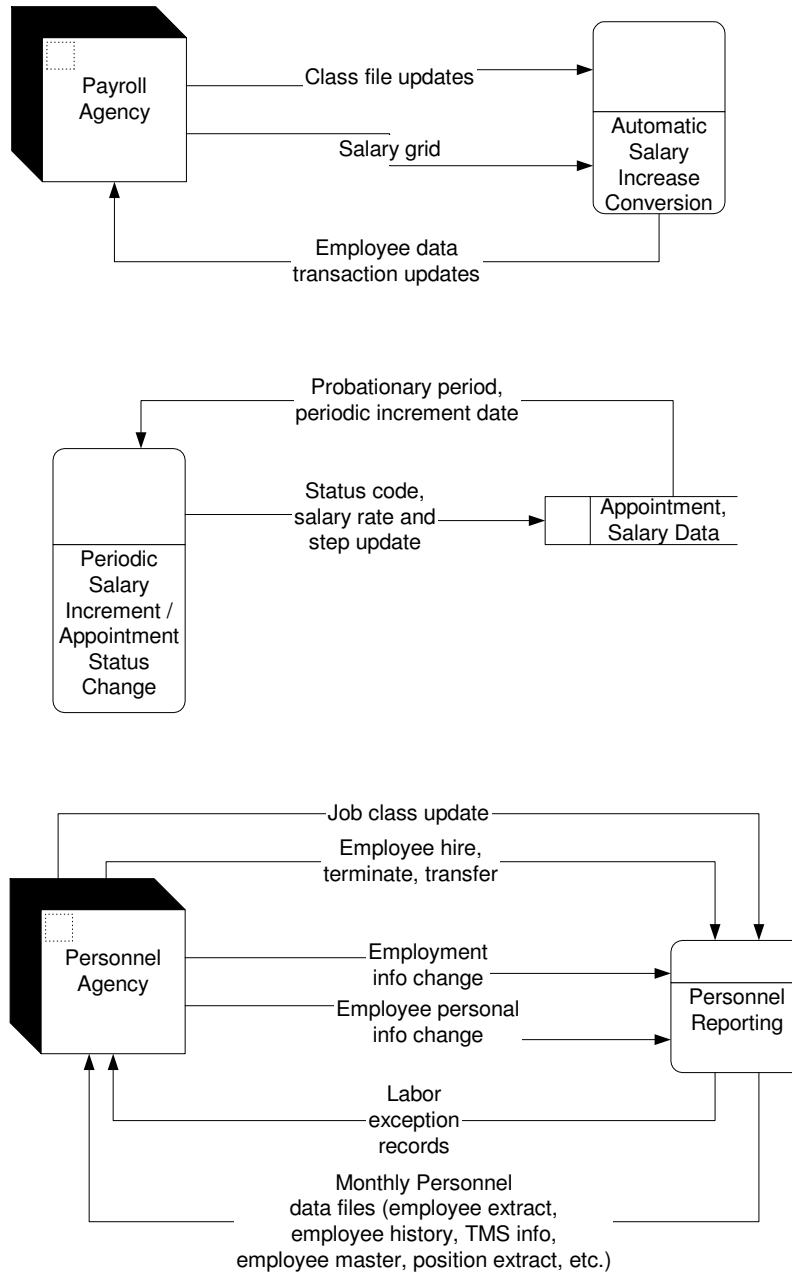 Payroll
Agency
Class file updates
Salary grid
Automatic
Salary
Increase
Conversion
Employee data
transaction updates
Probationary period,
periodic increment date
Status code,
salary rate and
step update
Appointment,
Salary Data
Periodic
Salary
Increment /
Appointment
Status
Change
Job class update
Employee hire,
terminate, transfer
Personnel
Agency
Employment
info change
Employee personal
info change
Personnel
Reporting
Labor
exception
records
Monthly Personnel
data files (employee extract,
employee history, TMS info,
employee master, position extract, etc.)